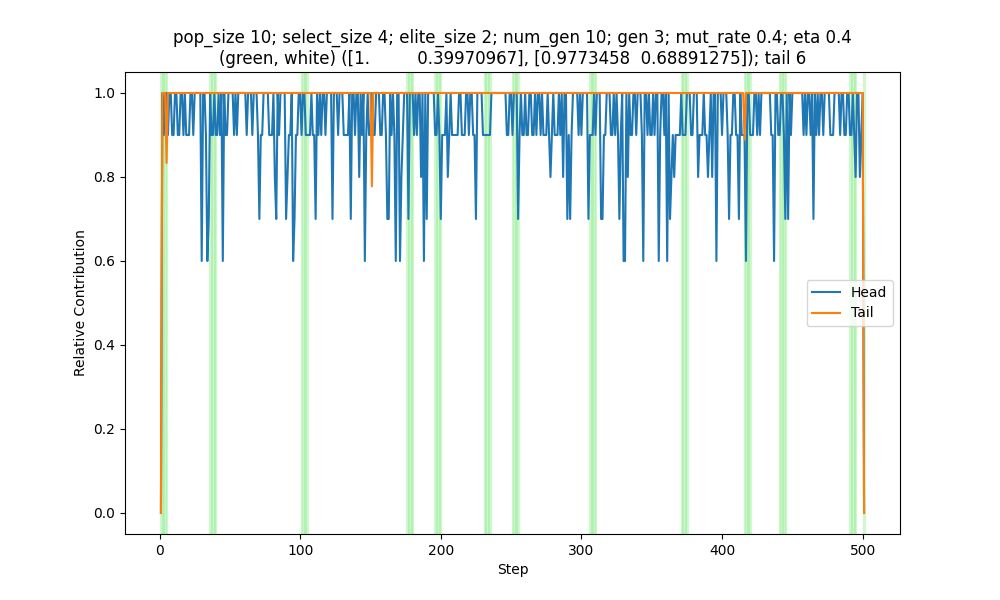 pop_size 10; select_size 4; elite_size 2; num_gen 10; gen 3; mut_rate 0.4; eta 0.4
(green, white) ([1.         0.39970967], [0.9773458  0.68891275]); tail 6
1.0
0.8
0.6
0.4
0.2
0.0
Relative Contribution
Head
Tail
0
100
200
300
400
500
Step